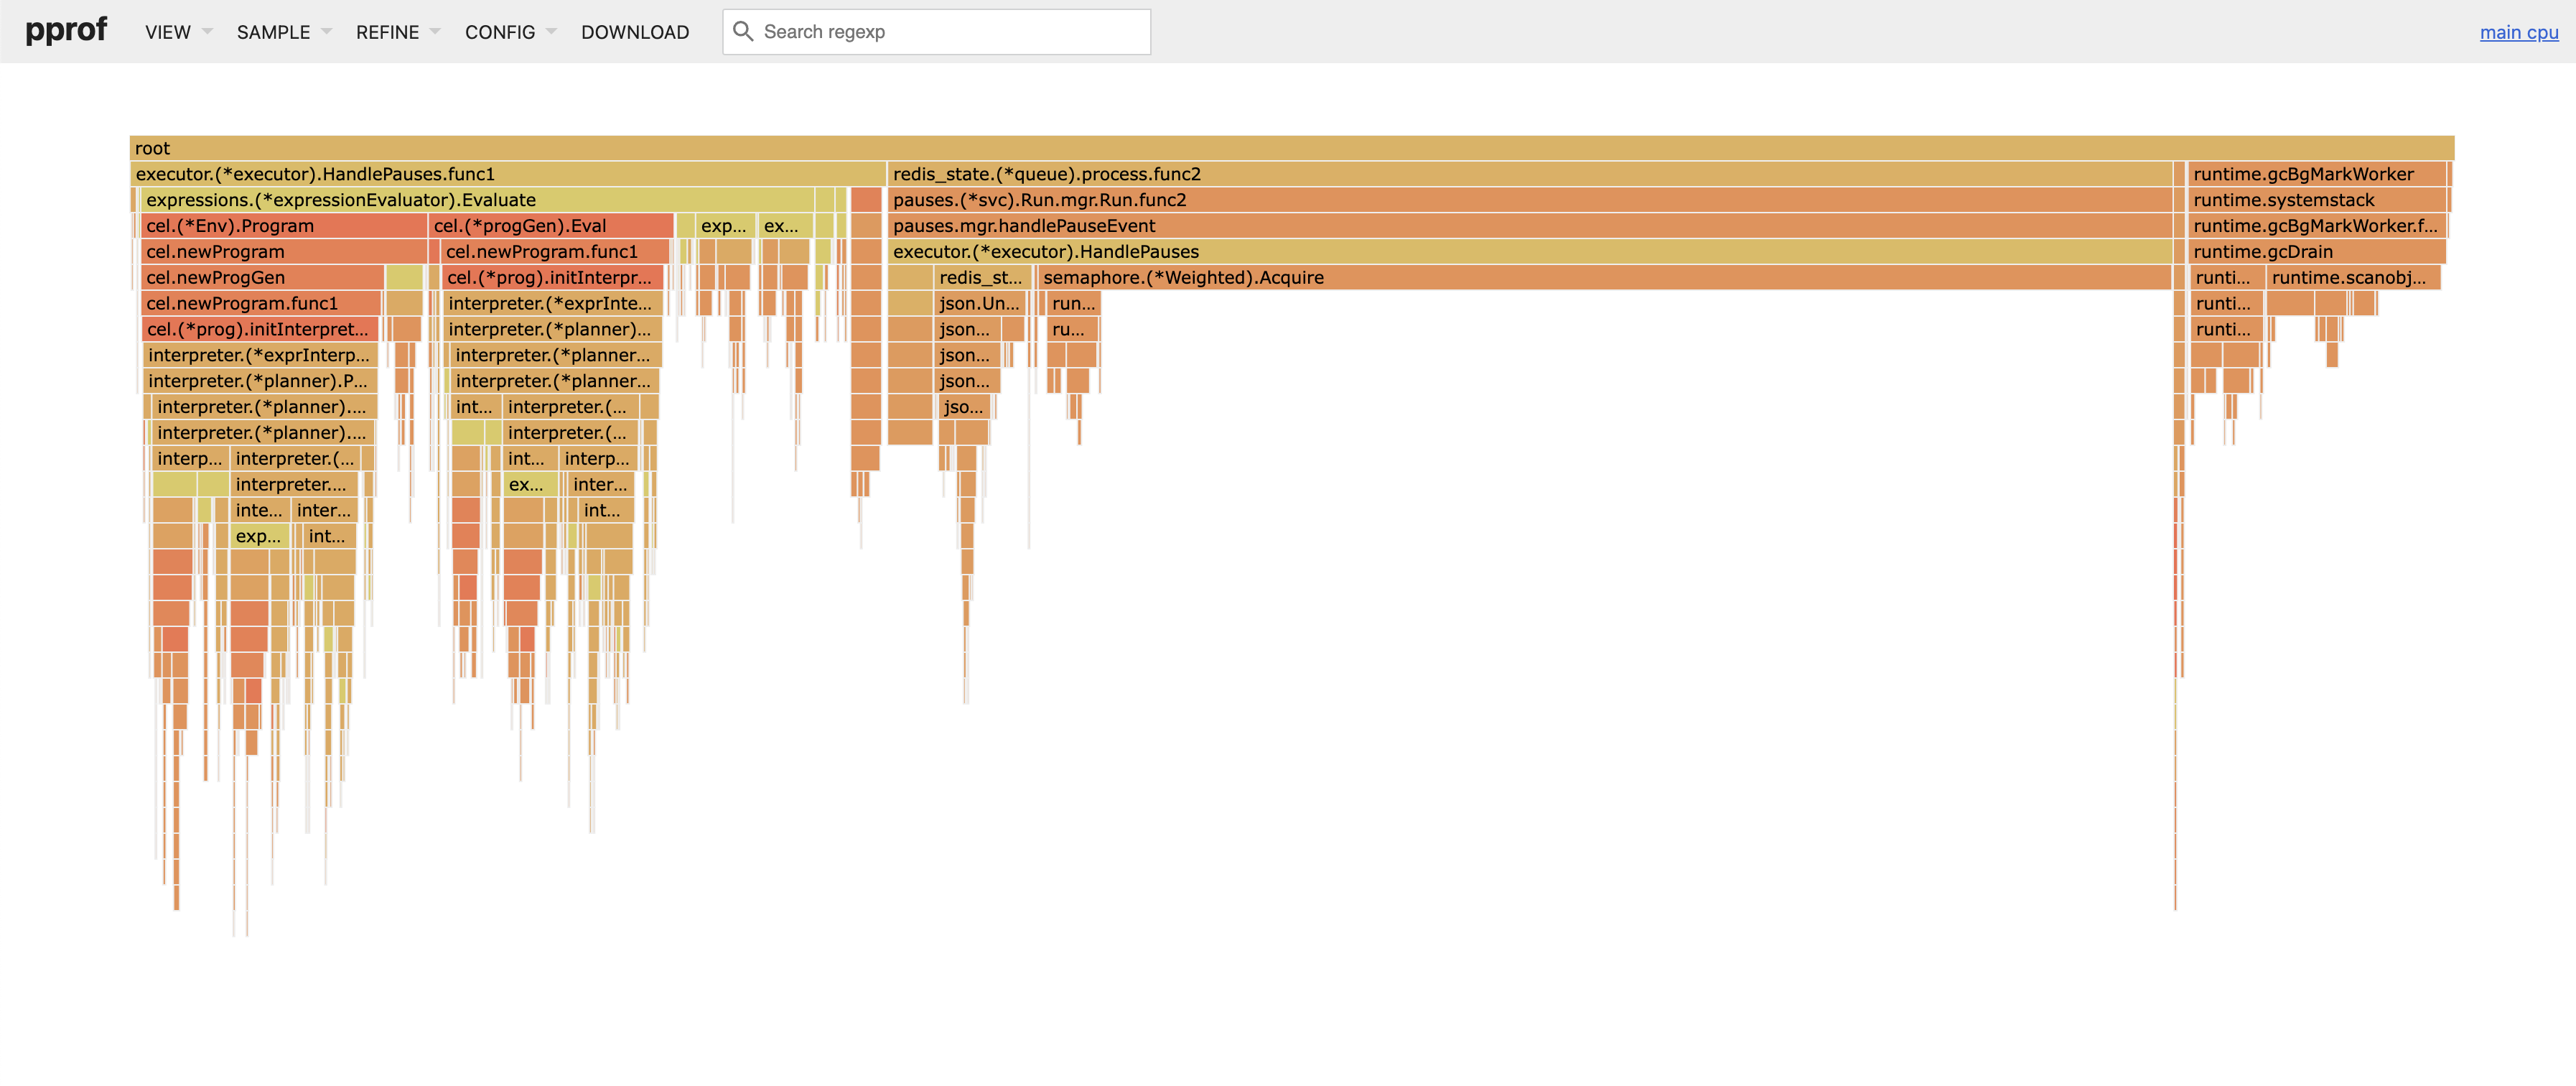 pprof VIEW SAMPLE REFINE CONFIG DOWNLOAD Search regexp main cpu
root
executor.(*executor).HandlePauses.func1 redis_state.(*queue).process.func2 runtime.gcBgMarkWorker
expressions.(*expressionEvaluator).Evaluate pauses.(*svc).Run.mgr.Run.func2 runtime.systemstack
cel.(*Env).Program cel.(*progGen).Eval exp... ex... pauses.mgr.handlePauseEvent runtime.gcBgMarkWorker.f...
cel.newProgram cel.newProgram.func1 executor.(*executor).HandlePauses runtime.gcDrain
cel.newProgGen cel.(*prog).initInterpr... redis_st... semaphore.(*Weighted).Acquire runti... runtime.scanobj...
cel.newProgram.func1 interpreter.(*exprInte... json.Un... run... runti...
cel.(*prog).initInterpret... interpreter.(*planner)... json... ru... runti...
interpreter.(*exprInterp... interpreter.(*planner... json...
interpreter.(*planner).P... interpreter.(*planner... json...
interpreter.(*planner).... int... interpreter.(... jso...
interpreter.(*planner).... interpreter.(...
interp... interpreter.(... int... interp...
interpreter.... ex... inter...
inte... inter... int...
exp... int...